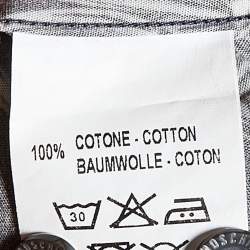 100% COTONE - COTTON
BAUMWOLLE - COTON
30